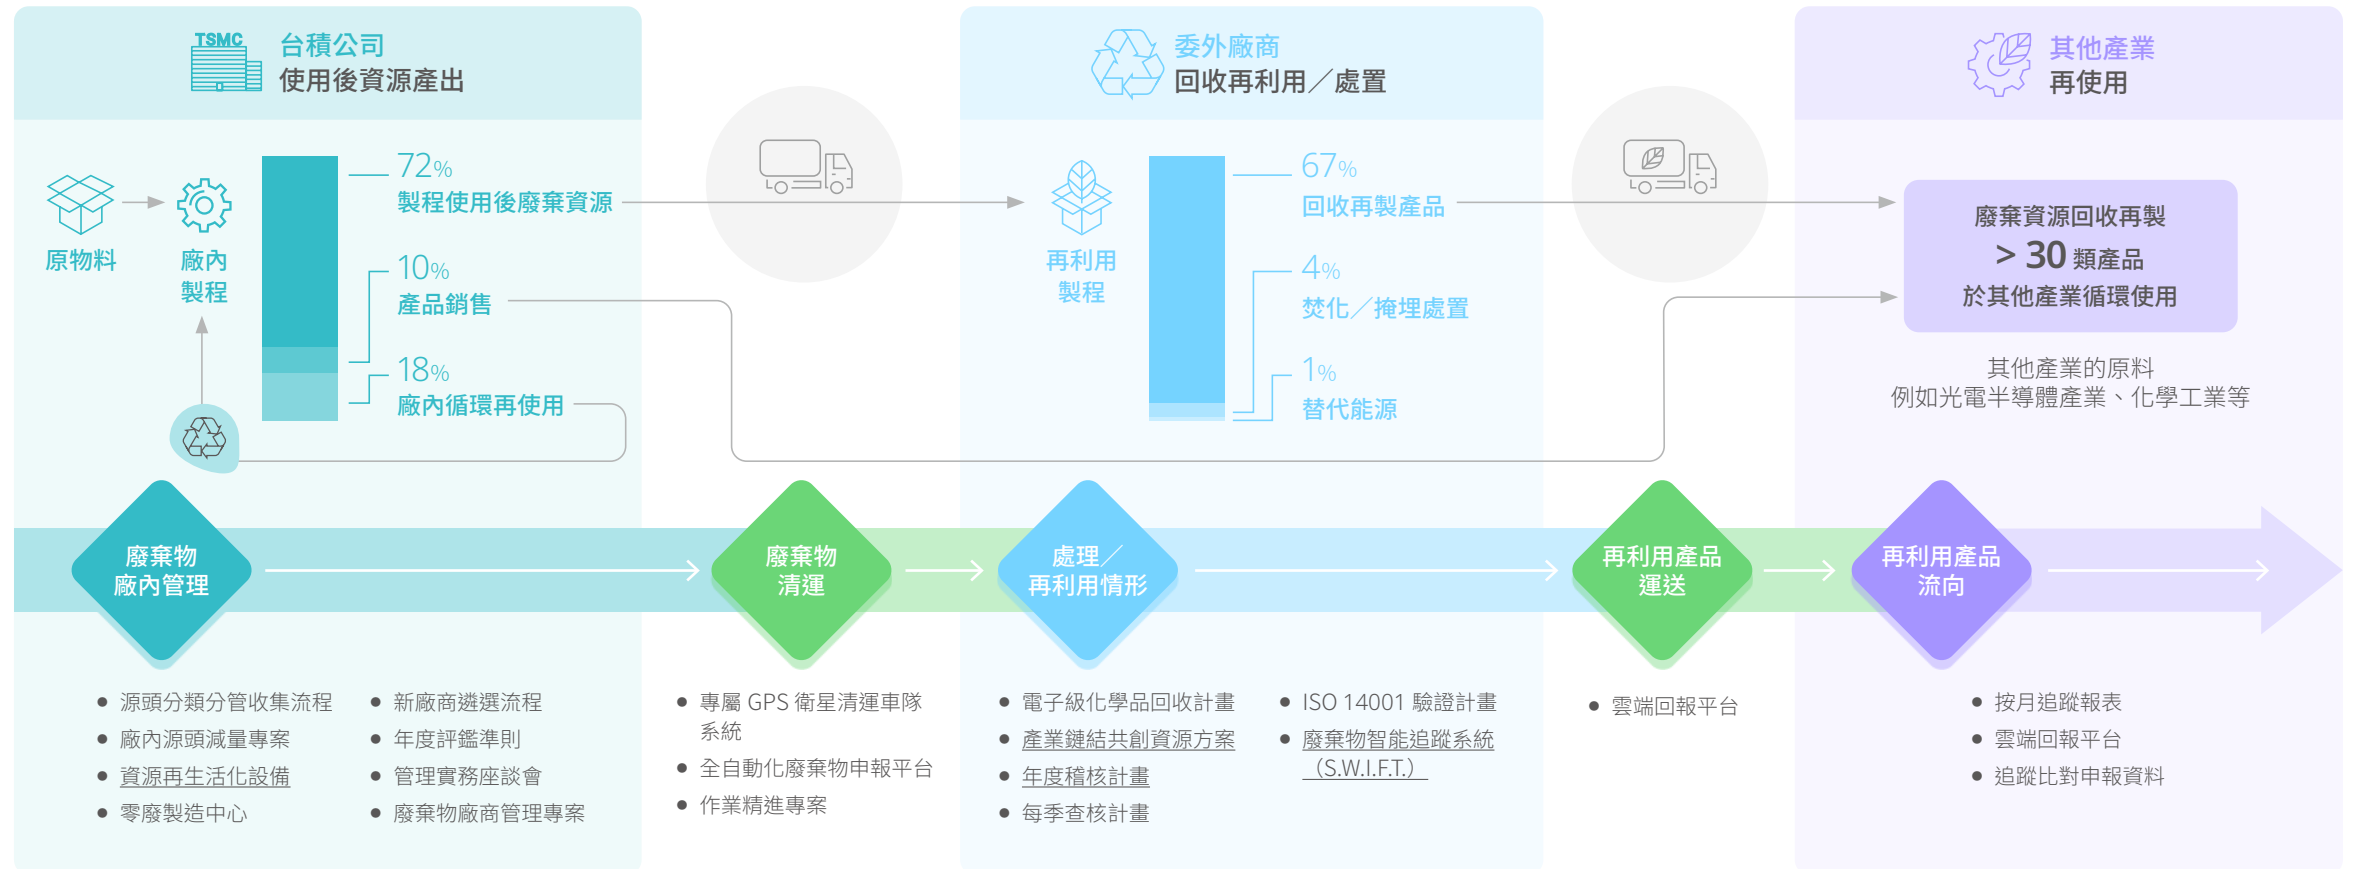 TSMC
台積公司
使用後資源產出
原物料
廠內
製程
72%
製程使用後廢棄資源
10%
產品銷售
18%
廠內循環再使用
委外廠商
回收再利用／處置
再利用
製程
67%
回收再製產品
4%
焚化／掩埋處置
1%
替代能源
其他產業
再使用
廢棄資源回收再製
> 30 類產品
於其他產業循環使用
其他產業的原料
例如光電半導體產業、化學工業等
廢棄物
廠內管理
廢棄物
清運
處理／
再利用情形
再利用產品
運送
再利用產品
流向
源頭分類分管收集流程
廠內源頭減量專案
資源再生活化設備
零廢製造中心
新廠商遴選流程
年度評鑑準則
管理實務座談會
廢棄物廠商管理專案
專屬 GPS 衛星清運車隊
系統
全自動化廢棄物申報平台
作業精進專案
電子級化學品回收計畫
產業鏈結共創資源方案
年度稽核計畫
每季查核計畫
ISO 14001 驗證計畫
廢棄物智能追蹤系統
（S.W.I.F.T.）
雲端回報平台
按月追蹤報表
雲端回報平台
追蹤比對申報資料